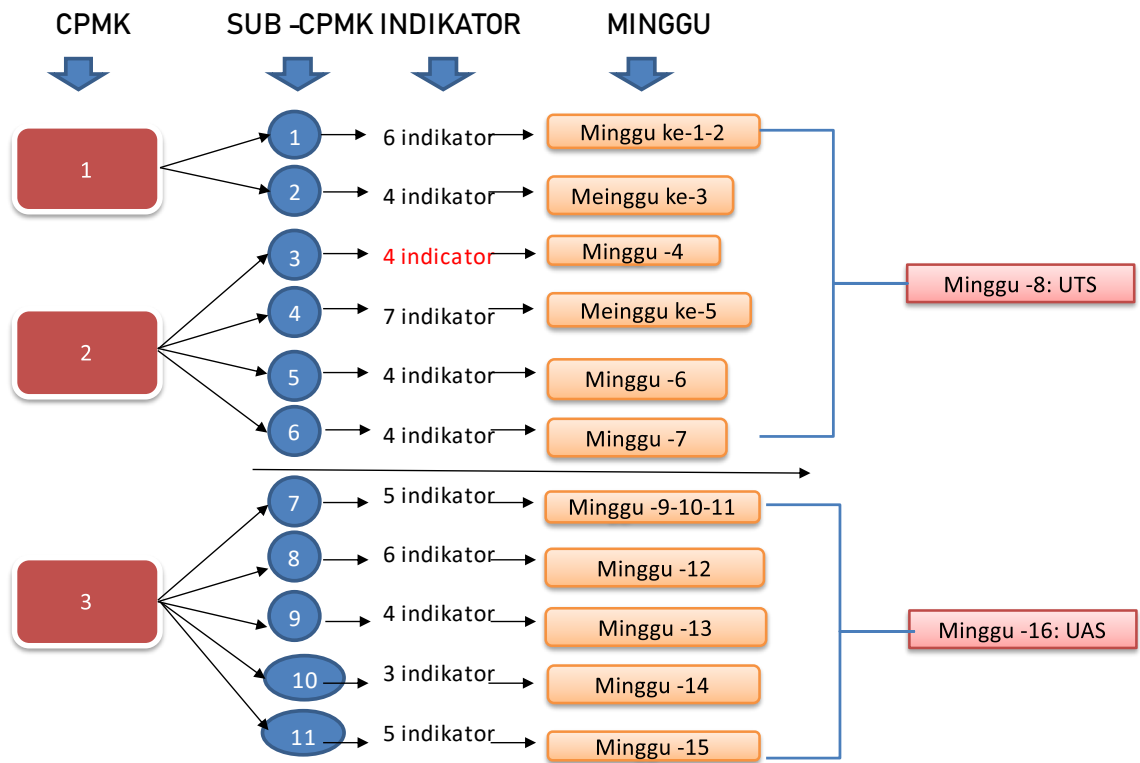 CPMK SUB -CPMK INDIKATOR MINGGU
1 1 6 indikator Minggu ke-1-2
2 4 indikator Meinggu ke-3
2 3 4 indicator Minggu -4
4 7 indikator Meinggu ke-5
5 4 indikator Minggu -6
6 4 indikator Minggu -7
Minggu -8: UTS
3 7 5 indikator Minggu -9-10-11
8 6 indikator Minggu -12
9 4 indikator Minggu -13
10 3 indikator Minggu -14
11 5 indikator Minggu -15
Minggu -16: UAS